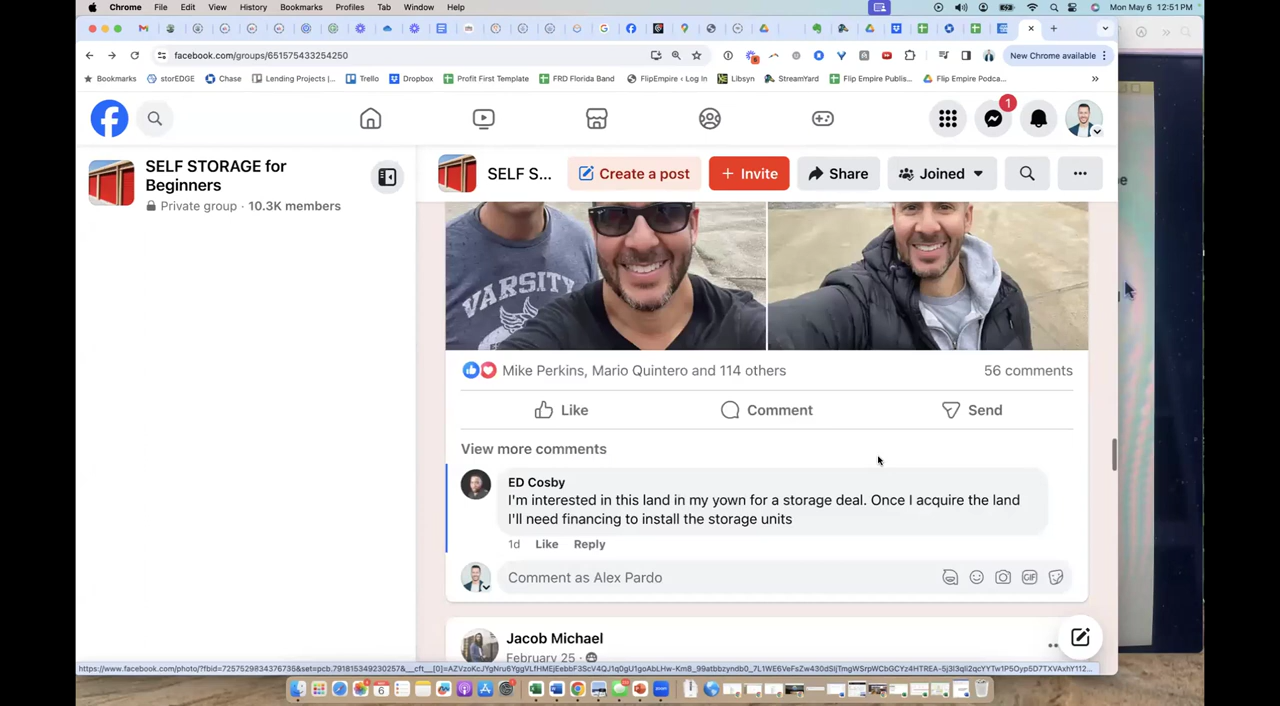 Chrome File Edit View History Bookmarks Profiles Tab Window Help Mon May 6 12:51 PM
facebook.com/groups/651575433254250 New Chrome available
Bookmarks storEDGE Chase Lending Projects |... Trello Dropbox Profit First Template FRD Florida Band FlipEmpire ‹ Log In Libsyn StreamYard Flip Empire Publis... Flip Empire Podca...
1
SELF STORAGE for
Beginners
Private group · 10.3K members
SELF S... Create a post + Invite Share Joined
VARSITY
Mike Perkins, Mario Quintero and 114 others 56 comments
Like Comment Send
View more comments
ED Cosby
I'm interested in this land in my yown for a storage deal. Once I acquire the land
I'll need financing to install the storage units
1d Like Reply
Comment as Alex Pardo
GIF
Jacob Michael
February 25 ·